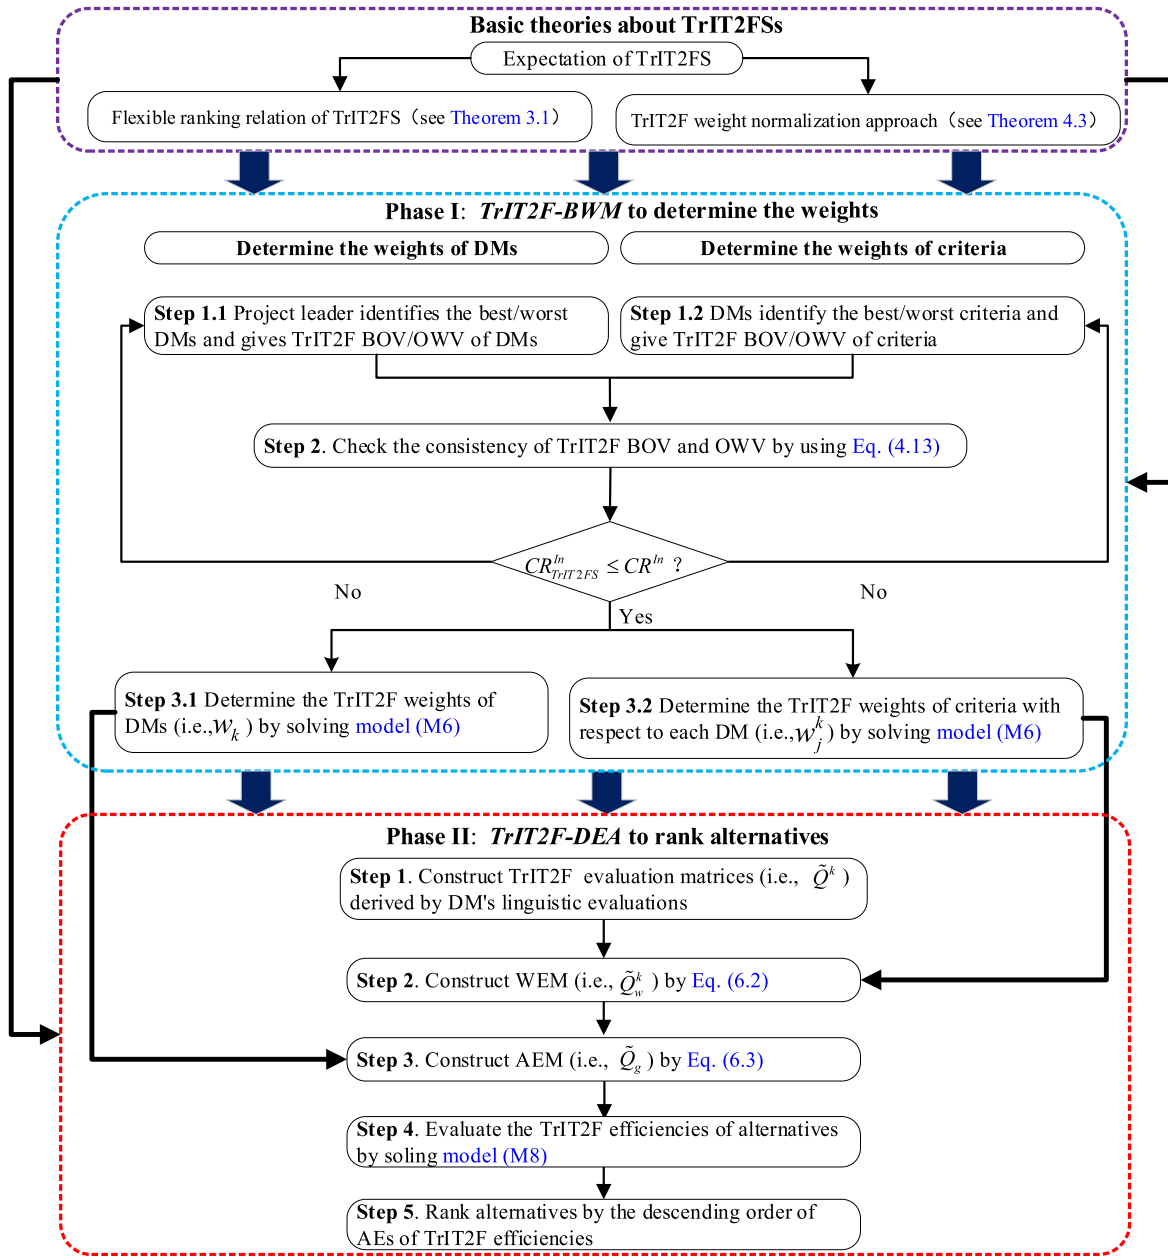 Basic theories about TrIT2FSs
Expectation of TrIT2FS
Flexible ranking relation of TrIT2FS（see Theorem 3.1）
TrIT2F weight normalization approach（see Theorem 4.3）
Phase I: TrIT2F-BWM to determine the weights
Determine the weights of DMs
Determine the weights of criteria
Step 1.1 Project leader identifies the best/worst
DMs and gives TrIT2F BOV/OWV of DMs
Step 1.2 DMs identify the best/worst criteria and
give TrIT2F BOV/OWV of criteria
Step 2. Check the consistency of TrIT2F BOV and OWV by using Eq. (4.13)
CR^{In}_{TrIT2FS} ≤ CR^{In} ?
No
No
Yes
Step 3.1 Determine the TrIT2F weights of
DMs (i.e.,w_k ) by solving model (M6)
Step 3.2 Determine the TrIT2F weights of criteria with
respect to each DM (i.e.,w_j^k) by solving model (M6)
Phase II: TrIT2F-DEA to rank alternatives
Step 1. Construct TrIT2F evaluation matrices (i.e., Q̃^k )
derived by DM's linguistic evaluations
Step 2. Construct WEM (i.e., Q̃_w^k ) by Eq. (6.2)
Step 3. Construct AEM (i.e., Q̃_g ) by Eq. (6.3)
Step 4. Evaluate the TrIT2F efficiencies of alternatives
by soling model (M8)
Step 5. Rank alternatives by the descending order of
AEs of TrIT2F efficiencies